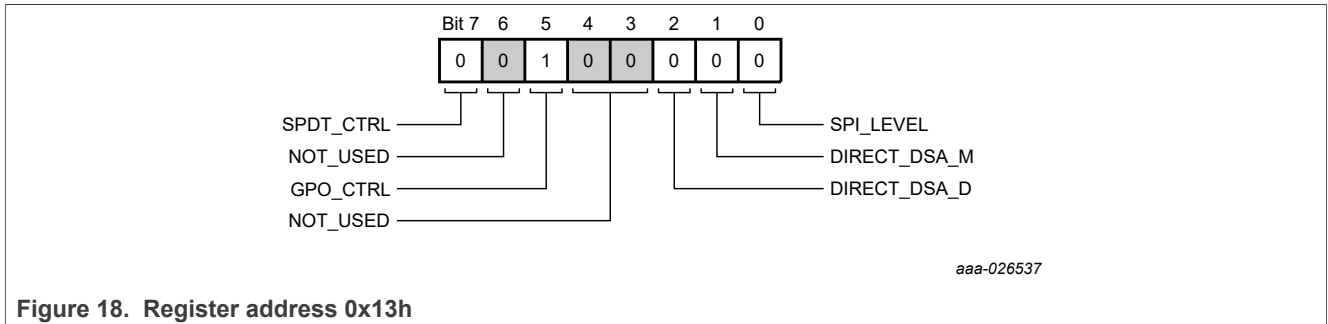 Bit 7 6 5 4 3 2 1 0
0 0 1 0 0 0 0 0
SPDT_CTRL SPI_LEVEL
NOT_USED DIRECT_DSA_M
GPO_CTRL DIRECT_DSA_D
NOT_USED
aaa-026537
Figure 18. Register address 0x13h